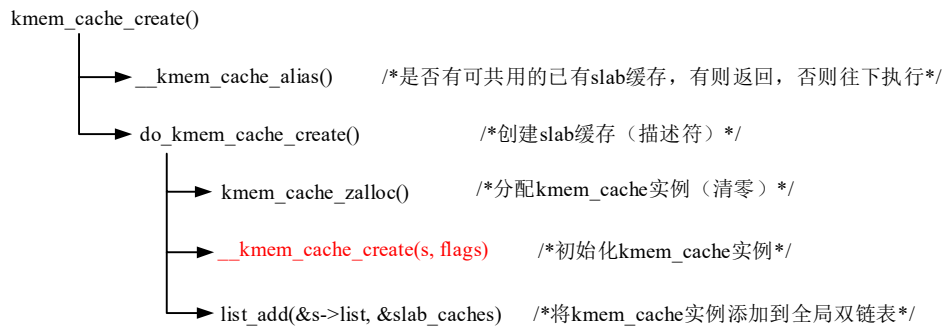 kmem_cache_create()
__kmem_cache_alias() /*是否有可共用的已有slab缓存，有则返回，否则往下执行*/
do_kmem_cache_create() /*创建slab缓存（描述符）*/
kmem_cache_zalloc() /*分配kmem_cache实例（清零）*/
__kmem_cache_create(s, flags) /*初始化kmem_cache实例*/
list_add(&s->list, &slab_caches) /*将kmem_cache实例添加到全局双链表*/